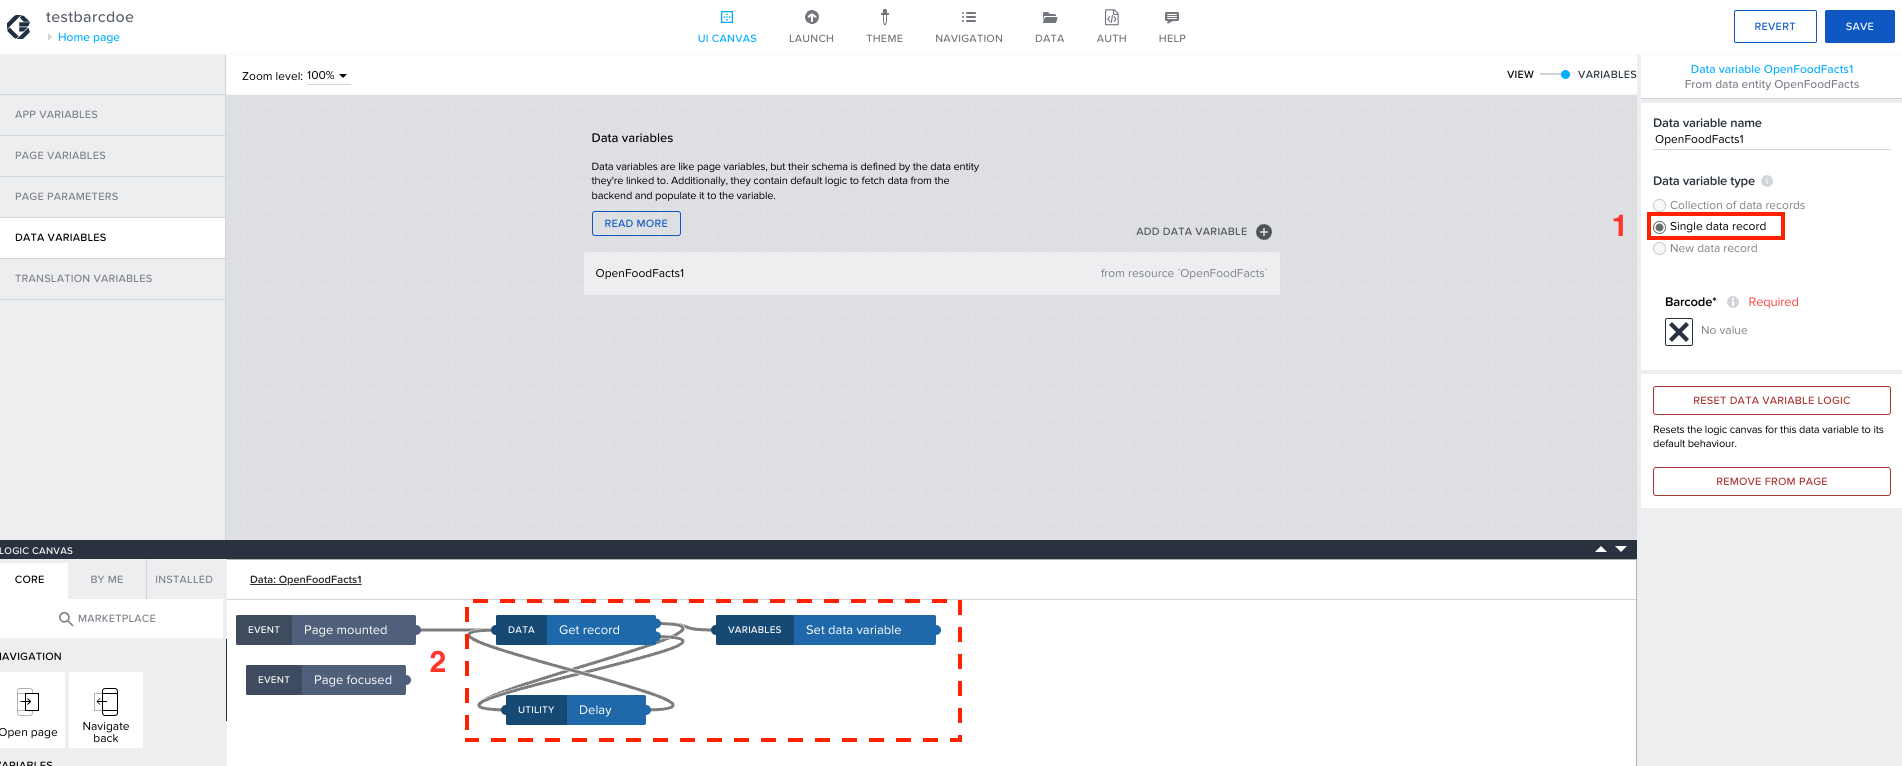 testbarcdoe
Home page
UI CANVAS
LAUNCH
THEME
NAVIGATION
DATA
AUTH
HELP
REVERT
SAVE
APP VARIABLES
PAGE VARIABLES
PAGE PARAMETERS
DATA VARIABLES
TRANSLATION VARIABLES
Zoom level: 100%
VIEW
VARIABLES
Data variables
Data variables are like page variables, but their schema is defined by the data entity
they're linked to. Additionally, they contain default logic to fetch data from the
backend and populate it to the variable.
READ MORE
ADD DATA VARIABLE
OpenFoodFacts1
from resource `OpenFoodFacts`
1
Data variable OpenFoodFacts1
From data entity OpenFoodFacts
Data variable name
OpenFoodFacts1
Data variable type
Collection of data records
Single data record
New data record
Barcode*
Required
No value
RESET DATA VARIABLE LOGIC
Resets the logic canvas for this data variable to its
default behaviour.
REMOVE FROM PAGE
LOGIC CANVAS
CORE
BY ME
INSTALLED
MARKETPLACE
NAVIGATION
Open page
Navigate
back
VARIABLES
Data: OpenFoodFacts1
EVENT Page mounted
DATA Get record
VARIABLES Set data variable
2
EVENT Page focused
UTILITY Delay